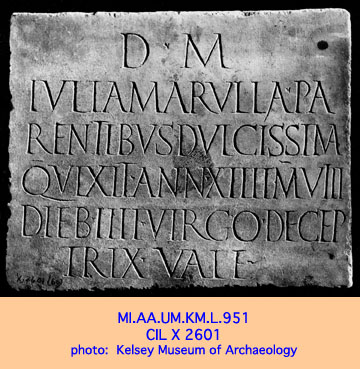 D · M
IVLIA MARVLLA · PA
RENTIBVS DVLCISSIM
QVIXIT · ANN XIIII M VIII
DIEB · IIII · VIRGO · DECEP
TRIX · VALE
MI.AA.UM.KM.L.951
CIL X 2601
photo: Kelsey Museum of Archaeology